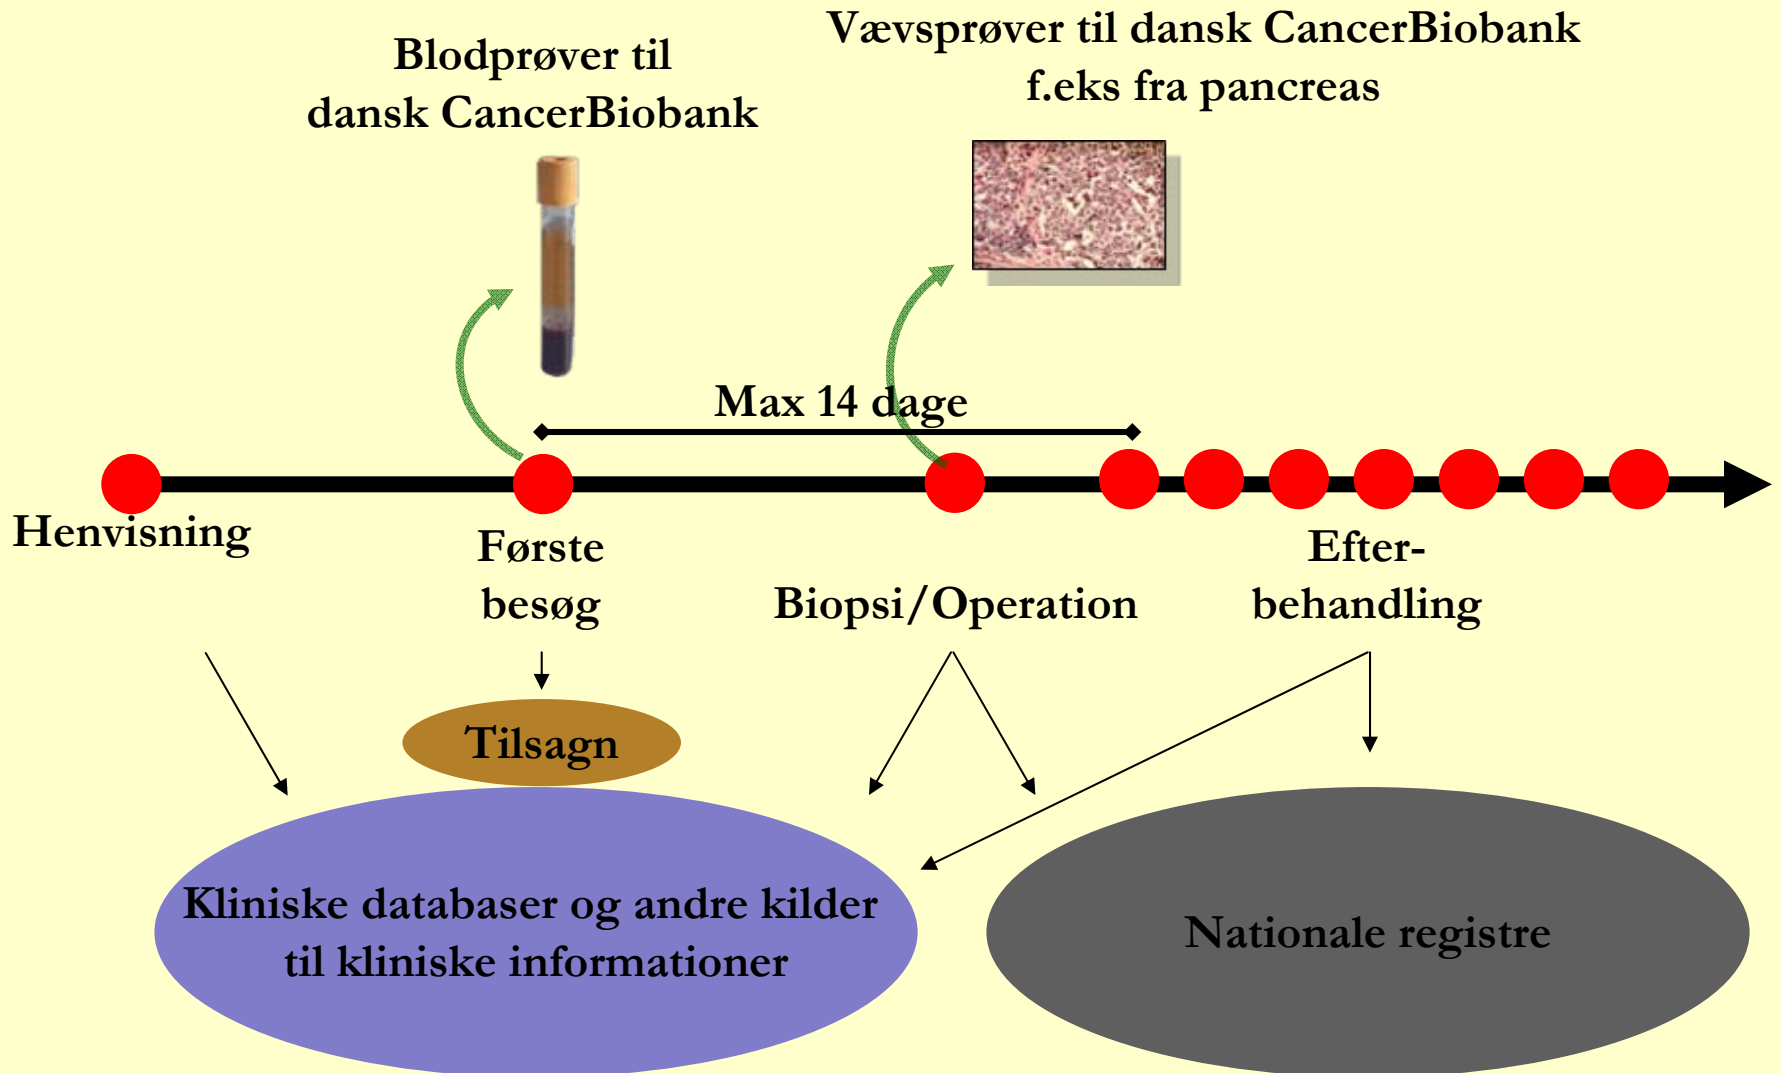 Blodprøver til
dansk CancerBiobank
Vævsprøver til dansk CancerBiobank
f.eks fra pancreas
Max 14 dage
Henvisning
Første
besøg
Biopsi/Operation
Efter-
behandling
Tilsagn
Kliniske databaser og andre kilder
til kliniske informationer
Nationale registre